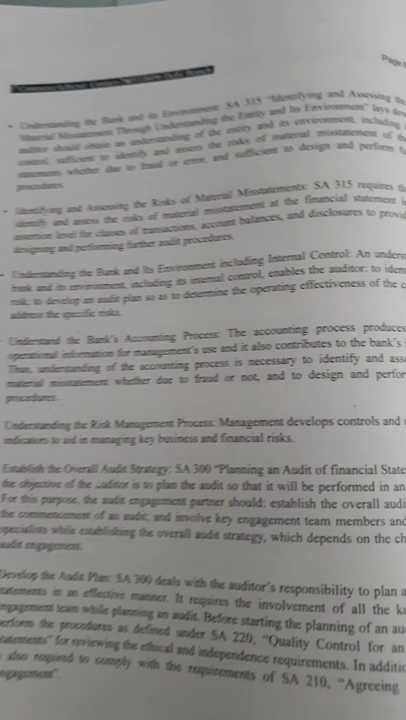 Page
- Understanding the Bank and its Environment: SA 315 "Identifying and Assessing the
Material Misstatement Through Understanding the Entity and Its Environment" lays
auditor should obtain an understanding of the entity and its environment, including
control, sufficient to identify and assess the risks of material misstatement of
statements whether due to fraud or error, and sufficient to design and perform
procedures.
- Identifying and Assessing the Risks of Material Misstatements: SA 315 requires
identify and assess the risks of material misstatement at the financial statement
assertion level for classes of transactions, account balances, and disclosures to
designing and performing further audit procedures.
- Understanding the Bank and Its Environment including Internal Control: An
bank and its environment, including its internal control, enables the auditor: to
risk; to develop an audit plan so as to determine the operating effectiveness of the
address the specific risks.
Understand the Bank's Accounting Process: The accounting process produces
operational information for management's use and it also contributes to the bank's
Thus, understanding of the accounting process is necessary to identify and
material misstatement whether due to fraud or not, and to design and
procedures.
Understanding the Risk Management Process: Management develops controls and
indicators to aid in managing key business and financial risks.
Establish the Overall Audit Strategy: SA 300 "Planning an Audit of financial
the objective of the auditor is to plan the audit so that it will be performed in an
For this purpose, the audit engagement partner should: establish the overall
the commencement of an audit; and involve key engagement team members and
specialists while establishing the overall audit strategy, which depends on the
audit engagement.
Develop the Audit Plan: SA 300 deals with the auditor's responsibility to plan
statements in an effective manner. It requires the involvement of all the
engagement team while planning an audit. Before starting the planning of an
perform the procedures as defined under SA 220, "Quality Control for an
statements" for reviewing the ethical and independence requirements. In
also required to comply with the requirements of SA 210, "Agreeing
engagement".